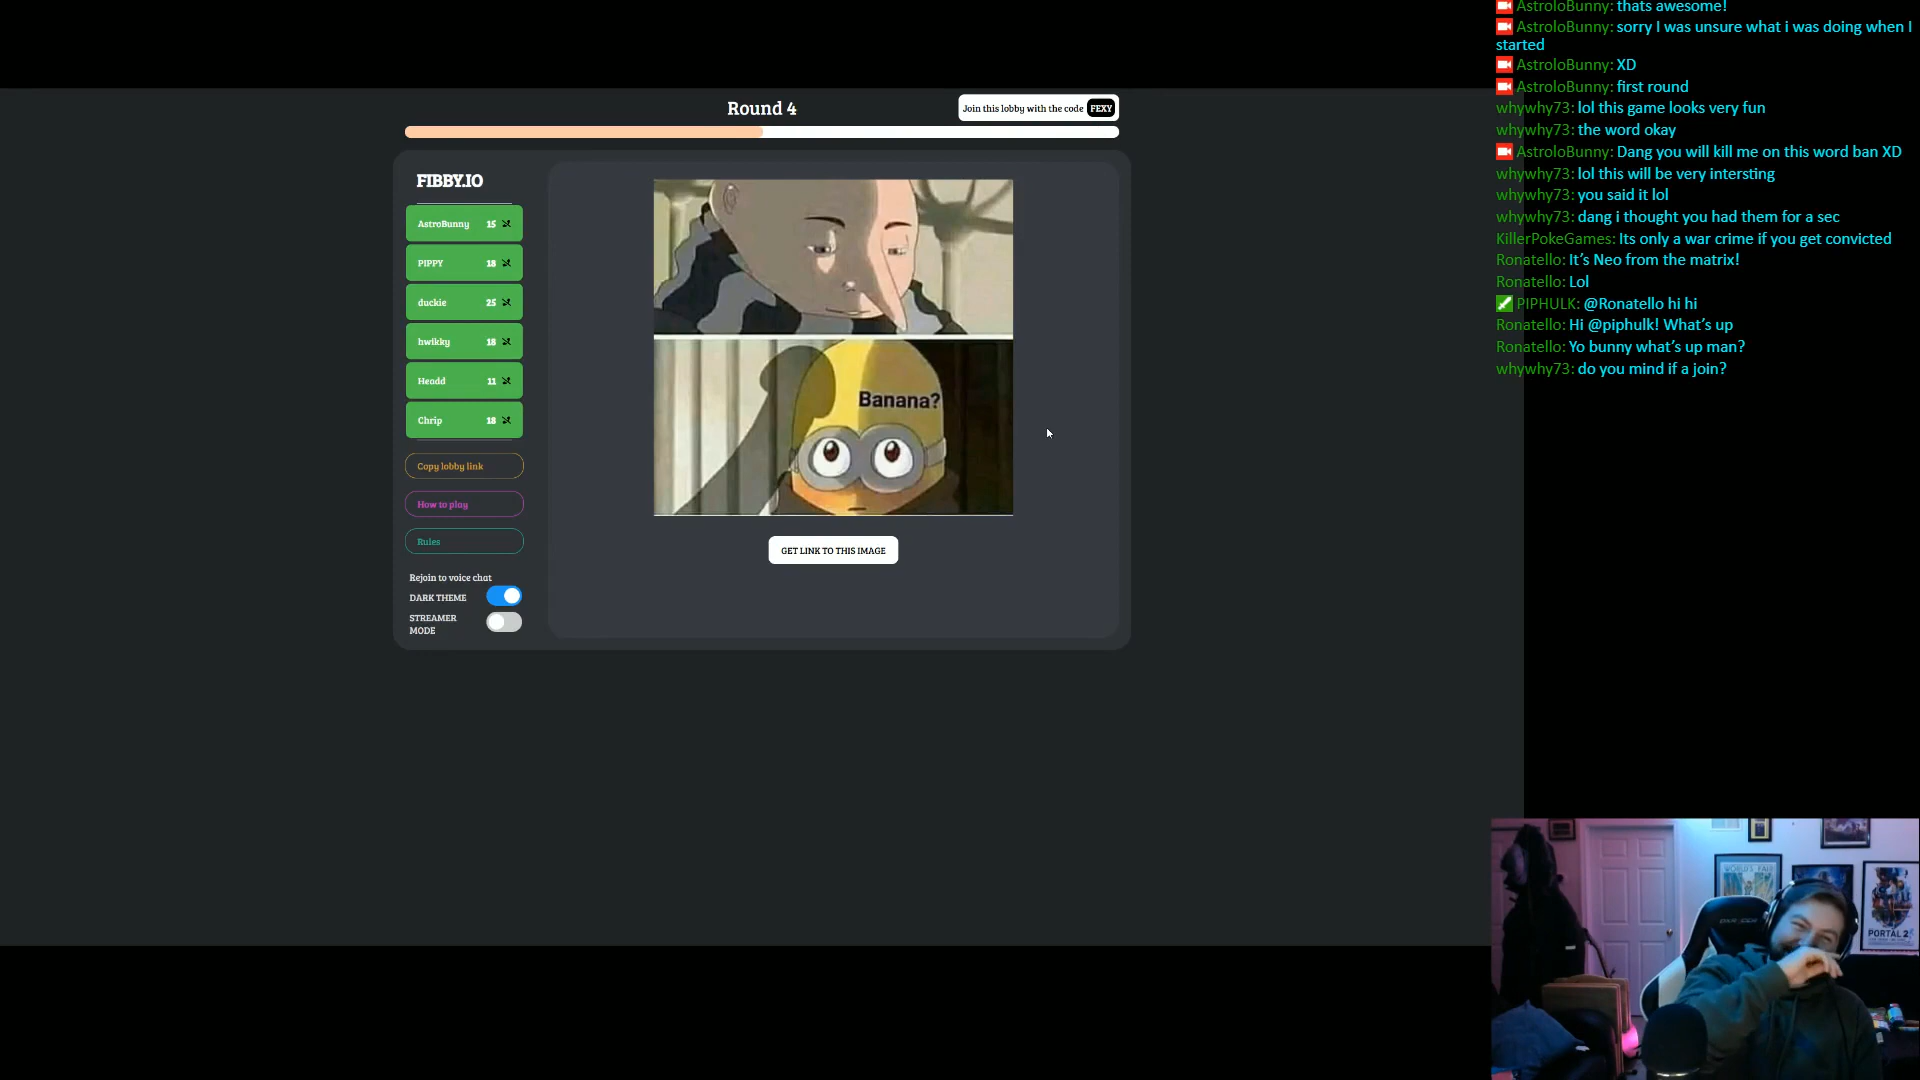 Round 4
Join this lobby with the code FEXY
FIBBY.IO
AstroBunny 15
PIPPY 18
duckie 25
hwikky 18
Headd 11
Chrip 18
Copy lobby link
How to play
Rules
Rejoin to voice chat
DARK THEME
STREAMER
MODE
Banana?
GET LINK TO THIS IMAGE
AstroloBunny: thats awesome!
AstroloBunny: sorry I was unsure what i was doing when I
started
AstroloBunny: XD
AstroloBunny: first round
whywhy73: lol this game looks very fun
whywhy73: the word okay
AstroloBunny: Dang you will kill me on this word ban XD
whywhy73: lol this will be very intersting
whywhy73: you said it lol
whywhy73: dang i thought you had them for a sec
KillerPokeGames: Its only a war crime if you get convicted
Ronatello: It’s Neo from the matrix!
Ronatello: Lol
PIPHULK: @Ronatello hi hi
Ronatello: Hi @piphulk! What’s up
Ronatello: Yo bunny what’s up man?
whywhy73: do you mind if a join?
WORLD'S FAIR
PORTAL 2